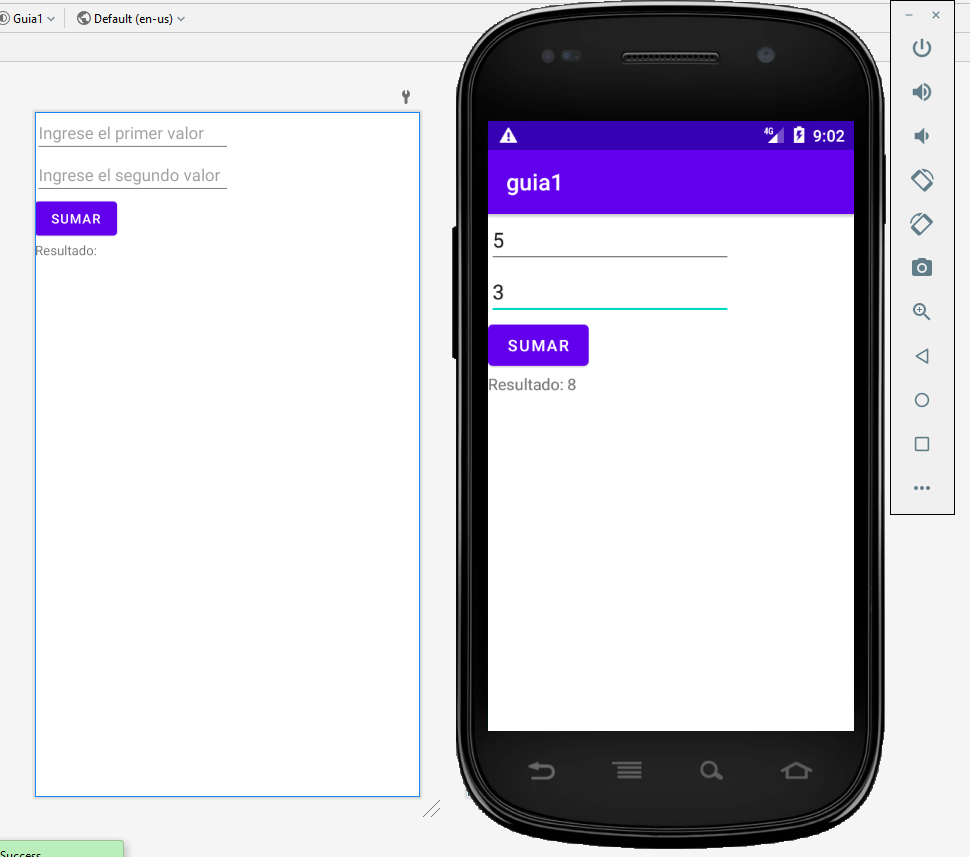 Guia1
Default (en-us)
Ingrese el primer valor
Ingrese el segundo valor
SUMAR
Resultado:
4G
9:02
guia1
5
3
SUMAR
Resultado: 8
Success